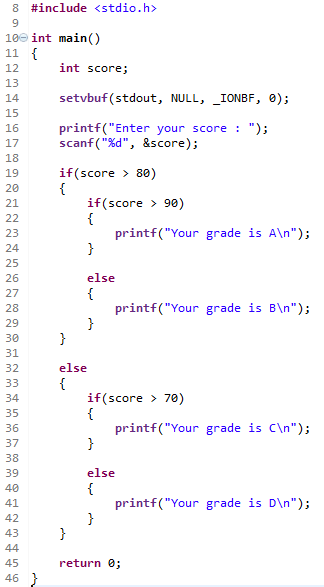 8 #include <stdio.h>
9
10 int main()
11 {
12     int score;
13
14     setvbuf(stdout, NULL, _IONBF, 0);
15
16     printf("Enter your score : ");
17     scanf("%d", &score);
18
19     if(score > 80)
20     {
21         if(score > 90)
22         {
23             printf("Your grade is A\n");
24         }
25
26         else
27         {
28             printf("Your grade is B\n");
29         }
30     }
31
32     else
33     {
34         if(score > 70)
35         {
36             printf("Your grade is C\n");
37         }
38
39         else
40         {
41             printf("Your grade is D\n");
42         }
43     }
44
45     return 0;
46 }